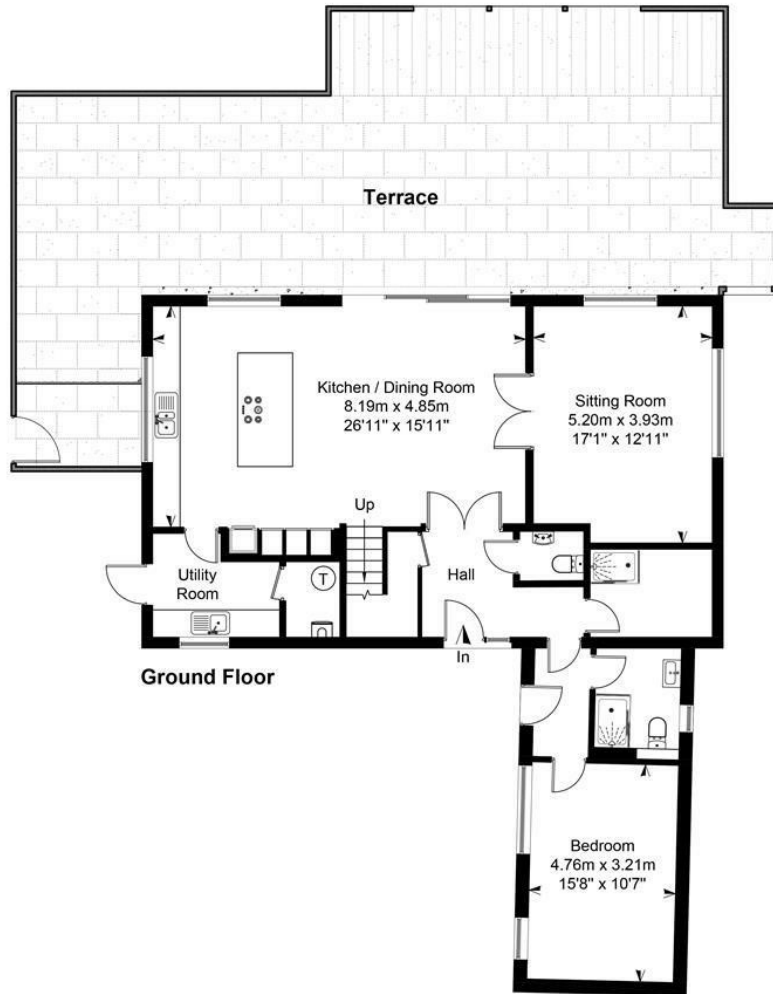 Terrace
Kitchen / Dining Room
8.19m x 4.85m
26'11" x 15'11"
Sitting Room
5.20m x 3.93m
17'1" x 12'11"
Up
Utility
Room
T
Hall
In
Ground Floor
Bedroom
4.76m x 3.21m
15'8" x 10'7"